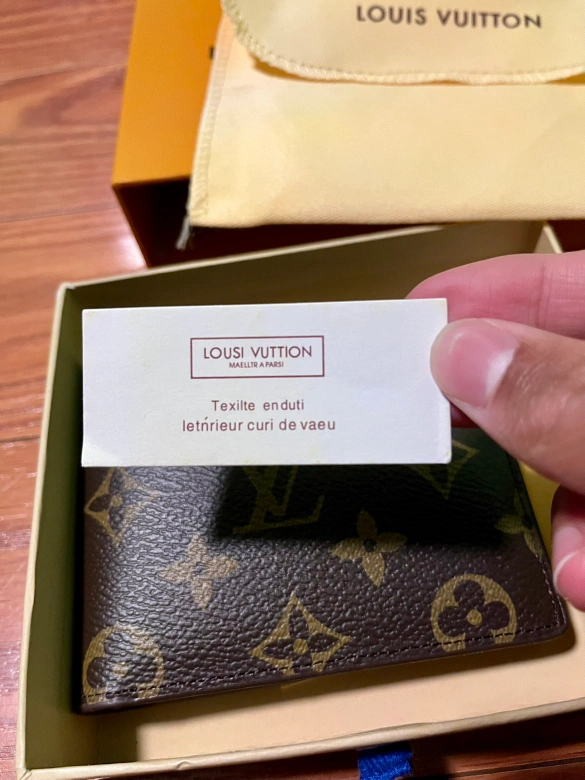 LOUIS VUITTON
LOUSI VUTTION
MAELLTR A PARSI
Texilte enduti
letńrieur curi de vaeu